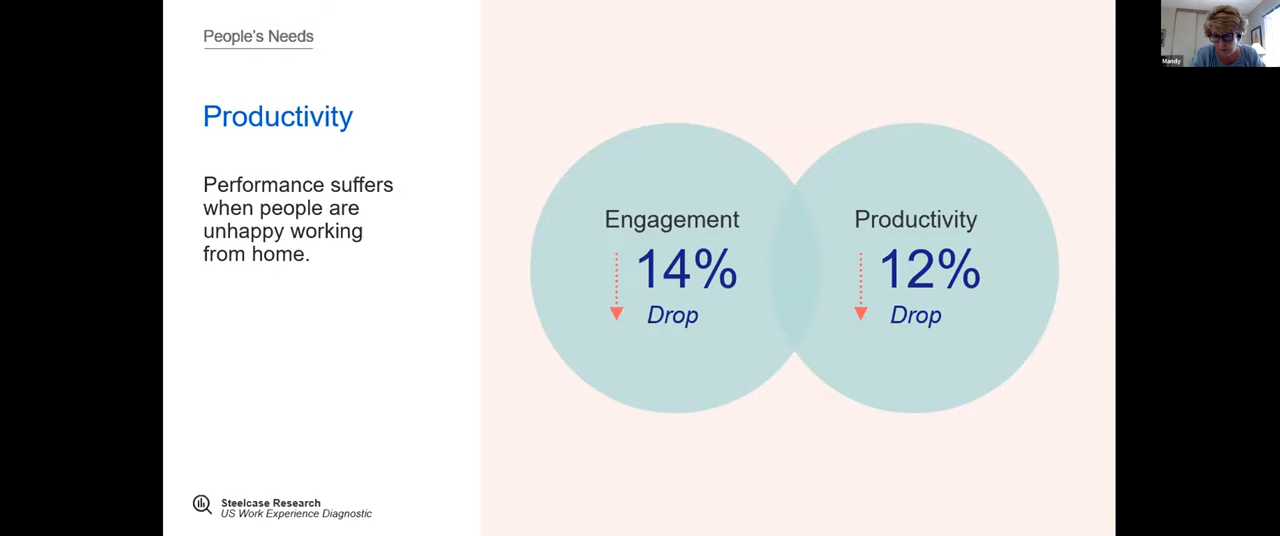 People's Needs
Productivity
Performance suffers
when people are
unhappy working
from home.
Engagement
14%
Drop
Productivity
12%
Drop
Steelcase Research
US Work Experience Diagnostic
Mandy